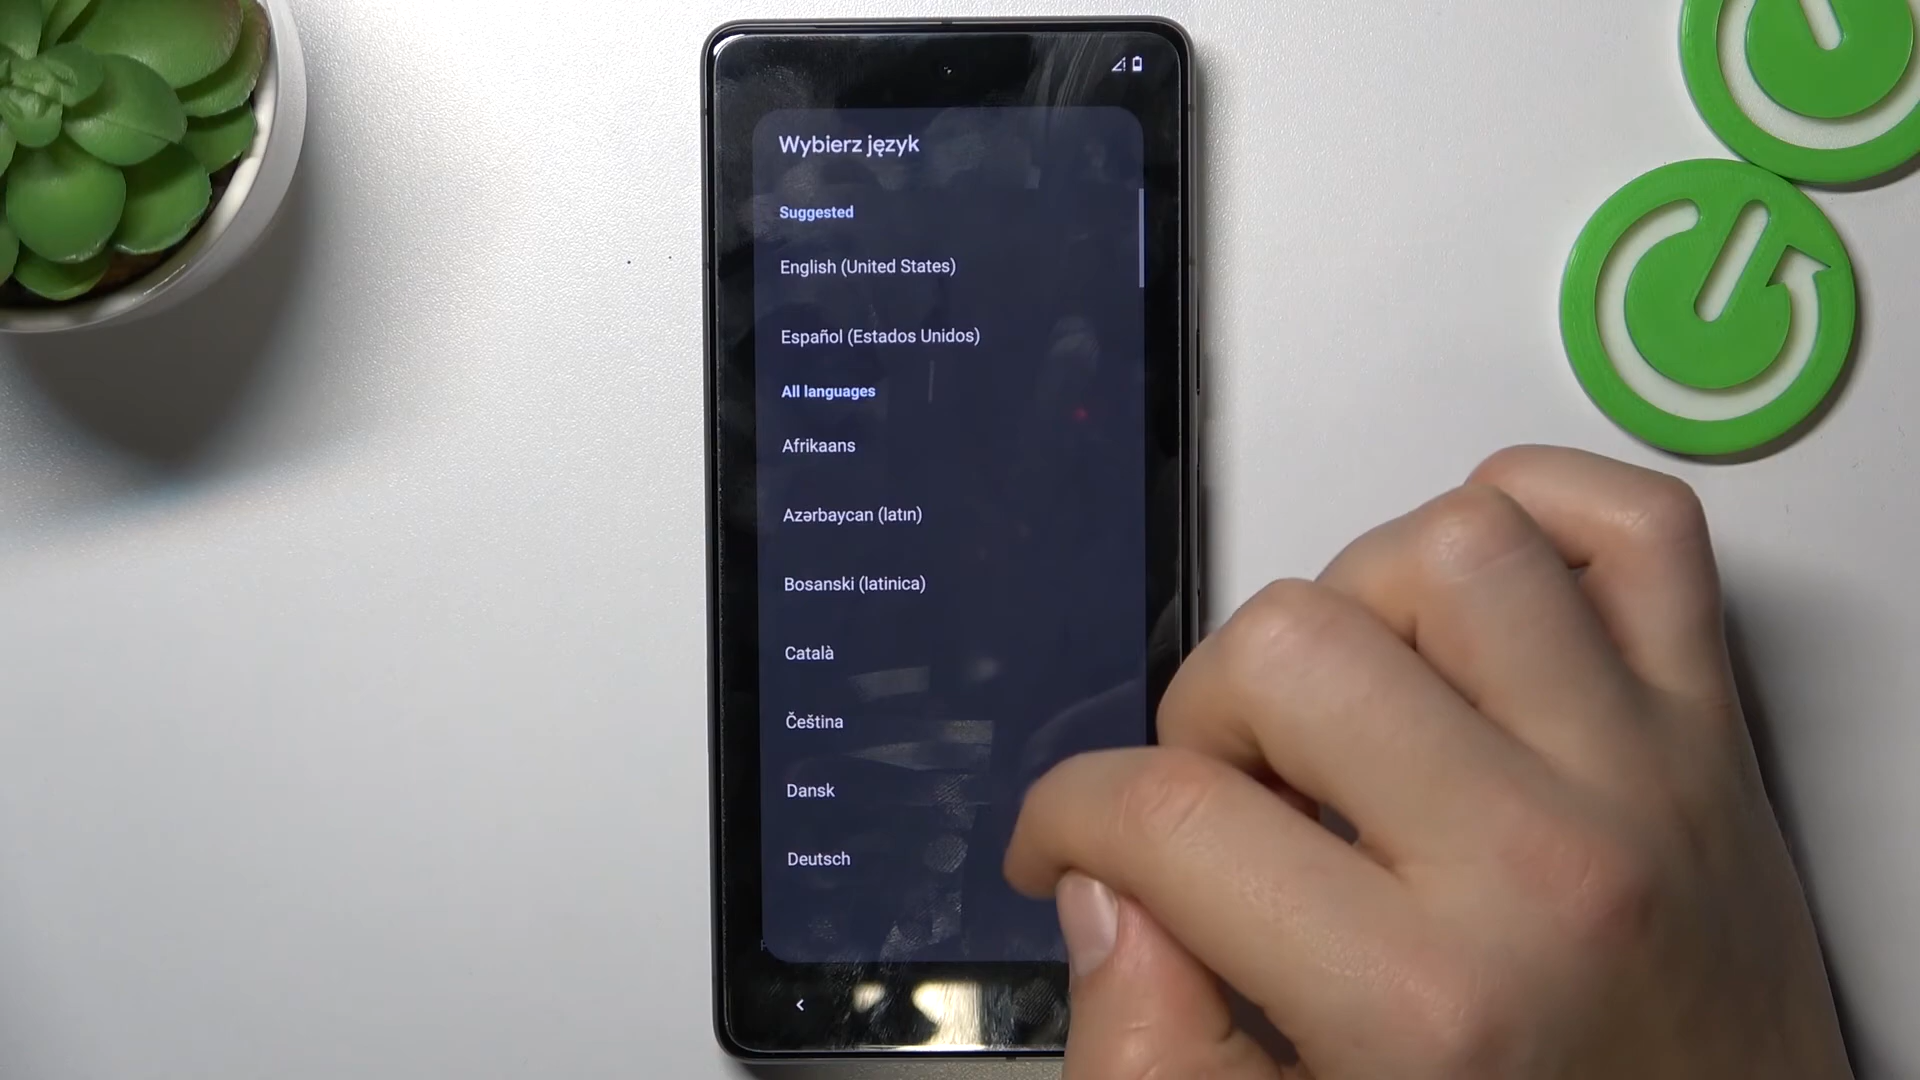 Wybierz język
Suggested
English (United States)
Español (Estados Unidos)
All languages
Afrikaans
Azərbaycan (latın)
Bosanski (latinica)
Català
Čeština
Dansk
Deutsch